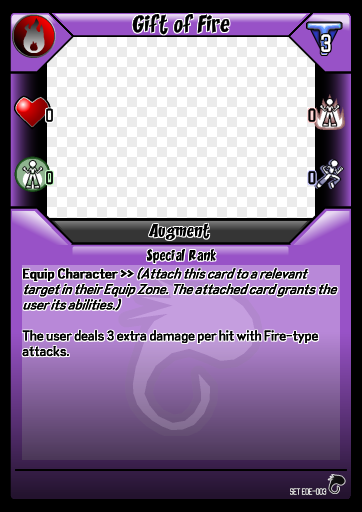 Gift of Fire
3
0
0
0
0
Augment
Special Rank
Equip Character >> (Attach this card to a relevant
target in their Equip Zone. The attached card grants the
user its abilities.)
The user deals 3 extra damage per hit with Fire-type
attacks.
SET EDE-003